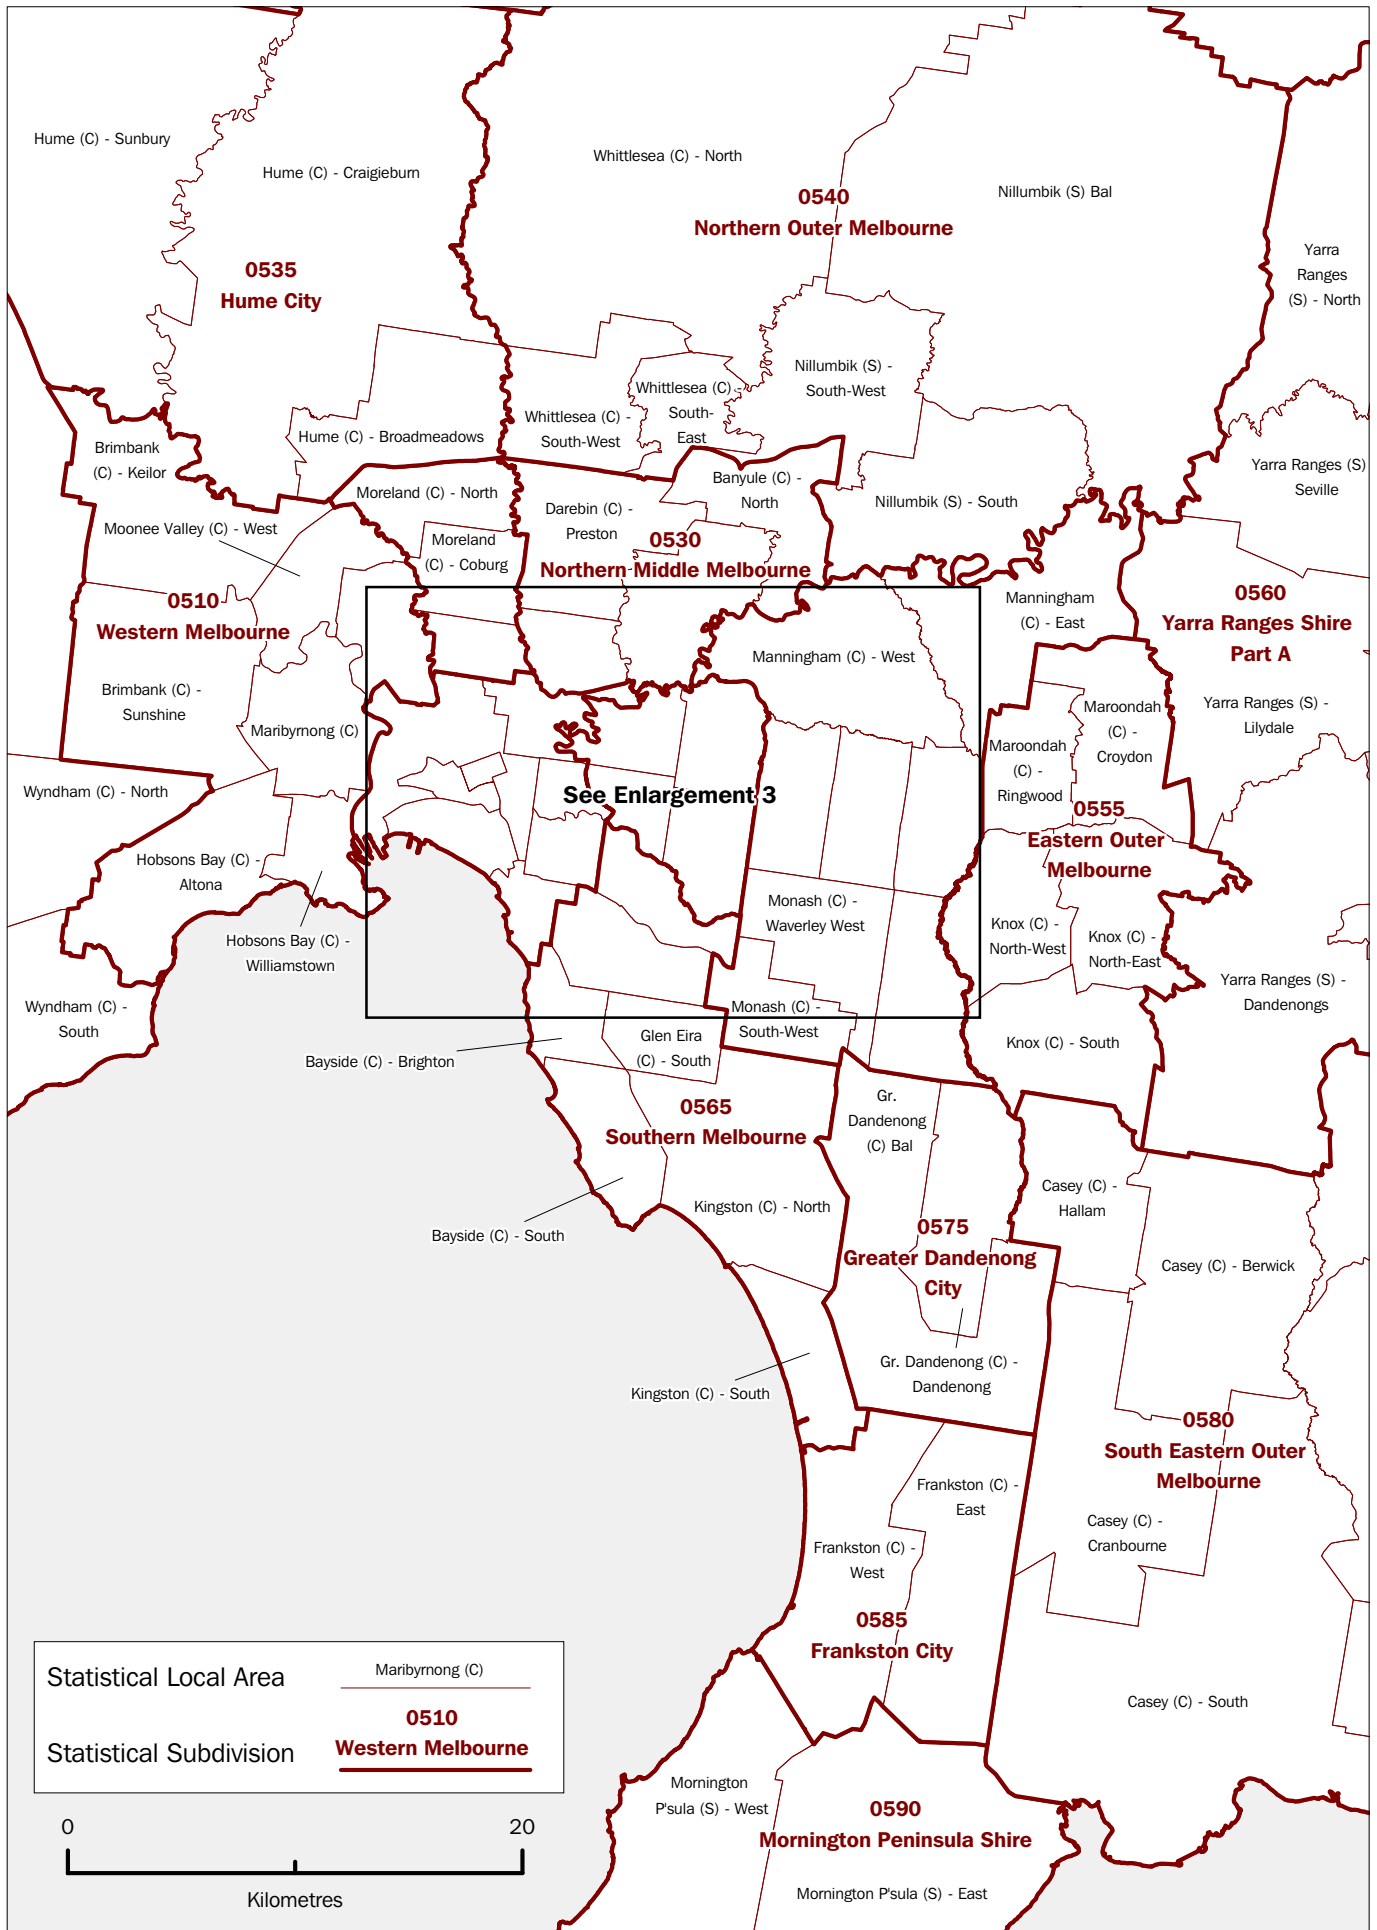 Hume (C) - Sunbury
Hume (C) - Craigieburn
Whittlesea (C) - North
Nillumbik (S) Bal
0540
Northern Outer Melbourne
0535
Hume City
Yarra
Ranges
(S) - North
Nillumbik (S) -
South-West
Whittlesea (C) -
South-
East
Whittlesea (C) -
South-West
Hume (C) - Broadmeadows
Brimbank
(C) - Keilor
Yarra Ranges (S)
Seville
Moreland (C) - North
Banyule (C) -
North
Nillumbik (S) - South
Darebin (C) -
Preston
Moonee Valley (C) - West
Moreland
(C) - Coburg
0530
Northern Middle Melbourne
0510
Western Melbourne
Manningham
(C) - East
0560
Yarra Ranges Shire
Part A
Manningham (C) - West
Brimbank (C) -
Sunshine
Maribyrnong (C)
Maroondah
(C) -
Croydon
Yarra Ranges (S) -
Lilydale
Maroondah
(C) -
Ringwood
Wyndham (C) - North
See Enlargement 3
0555
Eastern Outer
Melbourne
Hobsons Bay (C) -
Altona
Monash (C) -
Waverley West
Knox (C) -
North-West
Knox (C) -
North-East
Hobsons Bay (C) -
Williamstown
Yarra Ranges (S) -
Dandenongs
Wyndham (C) -
South
Monash (C) -
South-West
Glen Eira
(C) - South
Knox (C) - South
Bayside (C) - Brighton
0565
Southern Melbourne
Gr.
Dandenong
(C) Bal
Casey (C) -
Hallam
Kingston (C) - North
Bayside (C) - South
0575
Greater Dandenong
City
Casey (C) - Berwick
Gr. Dandenong (C) -
Dandenong
Kingston (C) - South
0580
South Eastern Outer
Melbourne
Frankston (C) -
East
Casey (C) -
Cranbourne
Frankston (C) -
West
0585
Frankston City
Casey (C) - South
Statistical Local Area
Maribyrnong (C)
Statistical Subdivision
0510
Western Melbourne
Mornington
P'sula (S) - West
0590
Mornington Peninsula Shire
Mornington P'sula (S) - East
0
20
Kilometres